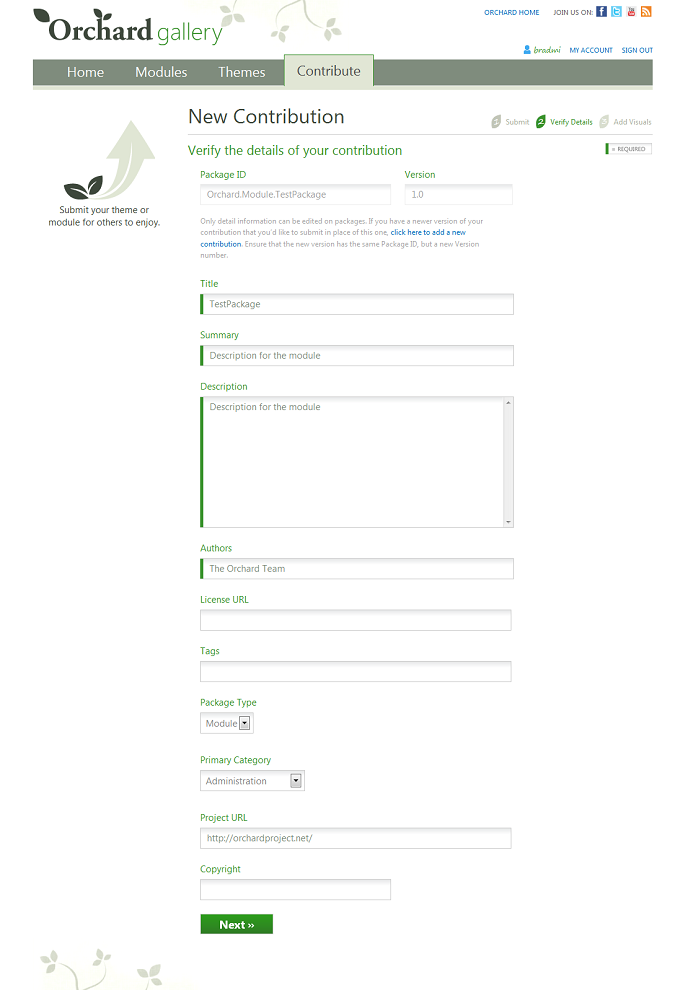 Orchard gallery
ORCHARD HOME JOIN US ON:
bradwi MY ACCOUNT SIGN OUT
Home Modules Themes Contribute
New Contribution
1 Submit 2 Verify Details 3 Add Visuals
Verify the details of your contribution
= REQUIRED
Submit your theme or
module for others to enjoy.
Package ID Version
Orchard.Module.TestPackage 1.0
Only detail information can be edited on packages. If you have a newer version of your
contribution that you'd like to submit in place of this one, click here to add a new
contribution. Ensure that the new version has the same Package ID, but a new Version
number.
Title
TestPackage
Summary
Description for the module
Description
Description for the module
Authors
The Orchard Team
License URL
Tags
Package Type
Module
Primary Category
Administration
Project URL
http://orchardproject.net/
Copyright
Next »